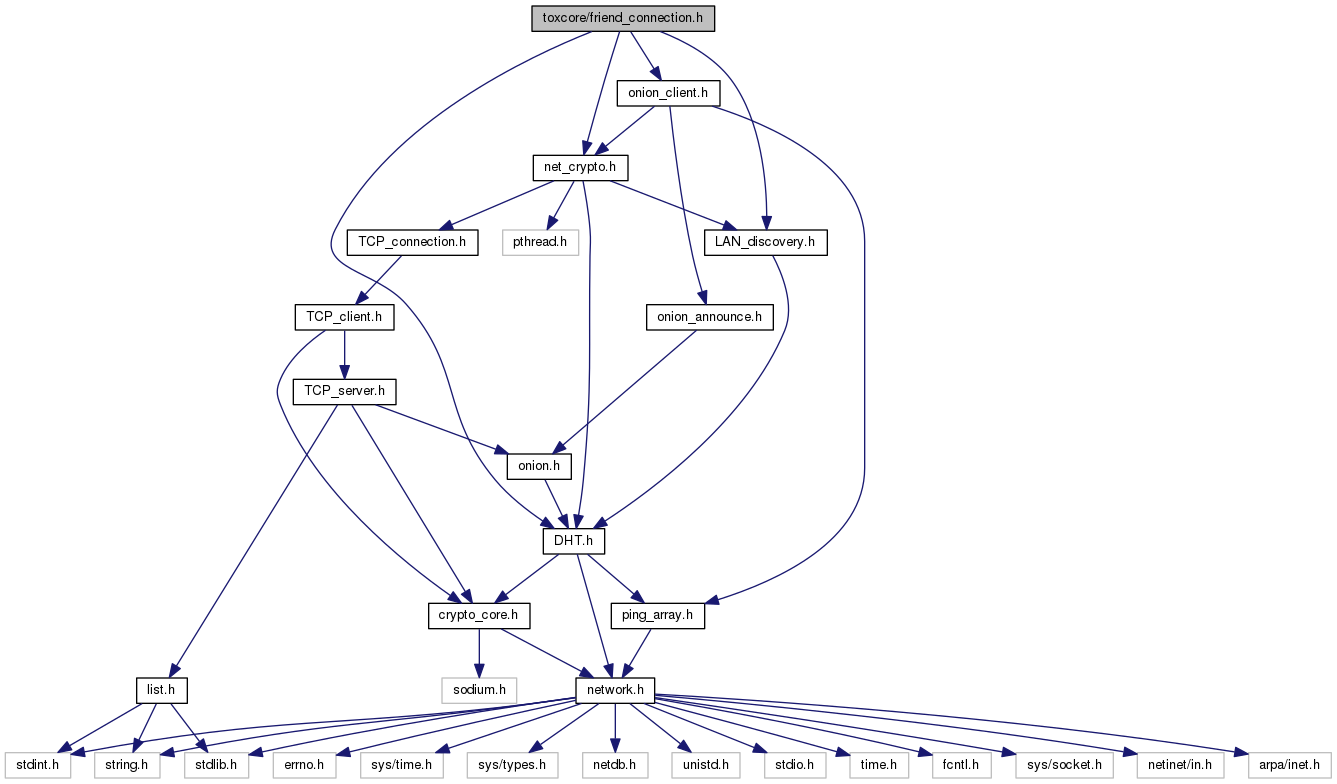 toxcore/friend_connection.h
onion_client.h
net_crypto.h
TCP_connection.h
pthread.h
LAN_discovery.h
TCP_client.h
onion_announce.h
TCP_server.h
onion.h
DHT.h
crypto_core.h
ping_array.h
list.h
sodium.h
network.h
stdint.h
string.h
stdlib.h
errno.h
sys/time.h
sys/types.h
netdb.h
unistd.h
stdio.h
time.h
fcntl.h
sys/socket.h
netinet/in.h
arpa/inet.h